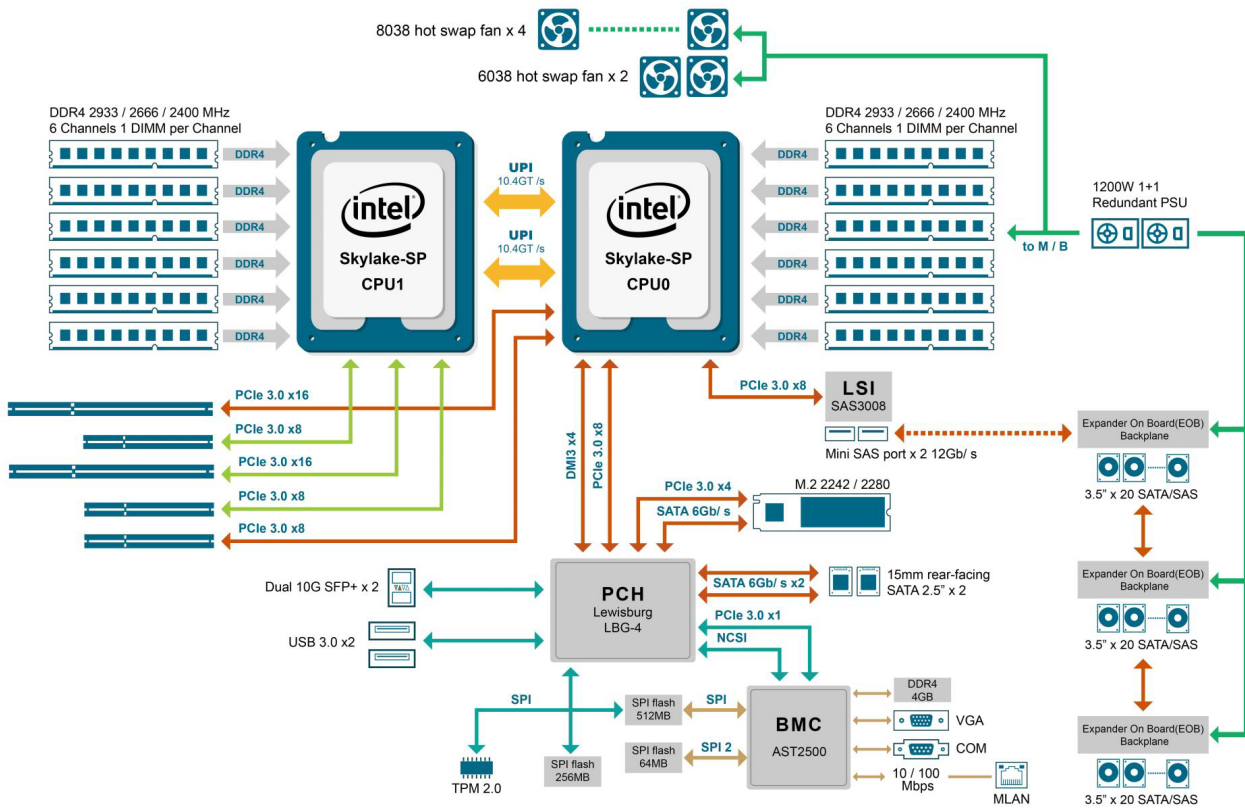 8038 hot swap fan x 4
6038 hot swap fan x 2
DDR4 2933 / 2666 / 2400 MHz
6 Channels 1 DIMM per Channel
DDR4
DDR4
DDR4
DDR4
DDR4
DDR4
intel
Skylake-SP
CPU1
UPI
10.4GT /s
UPI
10.4GT /s
intel
Skylake-SP
CPU0
DDR4 2933 / 2666 / 2400 MHz
6 Channels 1 DIMM per Channel
DDR4
DDR4
DDR4
DDR4
DDR4
DDR4
1200W 1+1
Redundant PSU
to M / B
PCIe 3.0 x16
PCIe 3.0 x8
PCIe 3.0 x16
PCIe 3.0 x8
PCIe 3.0 x8
DMI3 x4
PCIe 3.0 x8
PCIe 3.0 x8
LSI
SAS3008
Mini SAS port x 2 12Gb/ s
PCIe 3.0 x4
SATA 6Gb/ s
M.2 2242 / 2280
Expander On Board(EOB)
Backplane
3.5" x 20 SATA/SAS
Expander On Board(EOB)
Backplane
3.5" x 20 SATA/SAS
Expander On Board(EOB)
Backplane
3.5" x 20 SATA/SAS
Dual 10G SFP+ x 2
USB 3.0 x2
PCH
Lewisburg
LBG-4
SATA 6Gb/ s x2
15mm rear-facing
SATA 2.5" x 2
PCIe 3.0 x1
NCSI
SPI
TPM 2.0
SPI flash
256MB
SPI flash
512MB
SPI
SPI flash
64MB
SPI 2
BMC
AST2500
DDR4
4GB
VGA
COM
10 / 100
Mbps
MLAN